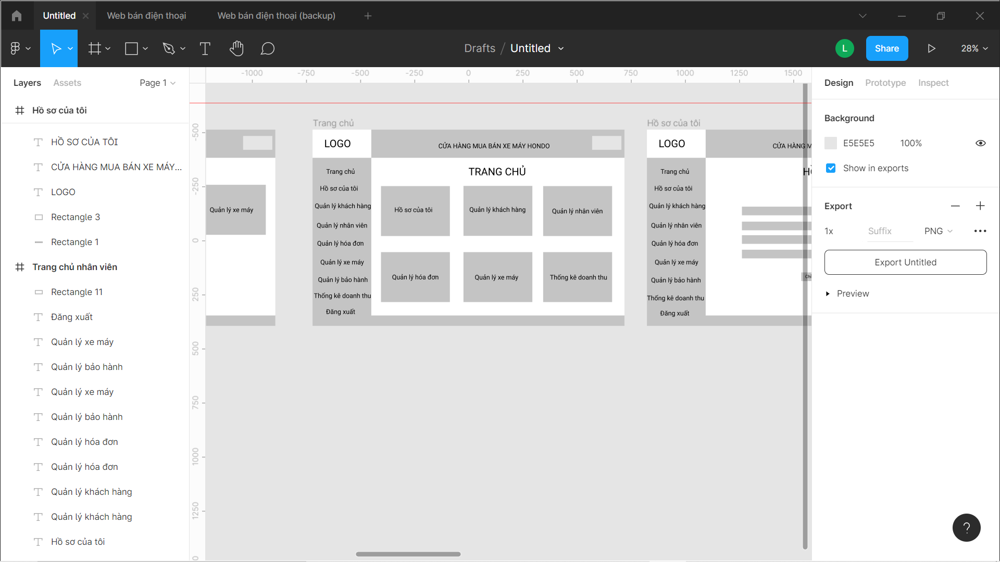 Untitled
Web bán điện thoại
Web bán điện thoại (backup)
Drafts / Untitled
L
Share
28%
Layers
Assets
Page 1
Hồ sơ của tôi
HỒ SƠ CỦA TÔI
CỬA HÀNG MUA BÁN XE MÁY...
LOGO
Rectangle 3
Rectangle 1
Trang chủ nhân viên
Rectangle 11
Đăng xuất
Quản lý xe máy
Quản lý bảo hành
Quản lý xe máy
Quản lý bảo hành
Quản lý hóa đơn
Quản lý hóa đơn
Quản lý khách hàng
Quản lý khách hàng
Hồ sơ của tôi
-1000
-750
-500
-250
0
250
500
750
1000
1250
1500
-500
-250
0
250
500
750
1000
1250
Quản lý xe máy
Trang chủ
LOGO
CỬA HÀNG MUA BÁN XE MÁY HONDO
Trang chủ
Hồ sơ của tôi
Quản lý khách hàng
Quản lý nhân viên
Quản lý hóa đơn
Quản lý xe máy
Quản lý bảo hành
Thống kê doanh thu
Đăng xuất
TRANG CHỦ
Hồ sơ của tôi
Quản lý khách hàng
Quản lý nhân viên
Quản lý hóa đơn
Quản lý xe máy
Thống kê doanh thu
Hồ sơ của tôi
LOGO
CỬA HÀNG M
Trang chủ
Hồ sơ của tôi
Quản lý khách hàng
Quản lý nhân viên
Quản lý hóa đơn
Quản lý xe máy
Quản lý bảo hành
Thống kê doanh thu
Đăng xuất
Design
Prototype
Inspect
Background
E5E5E5
100%
Show in exports
Export
1x
Suffix
PNG
Export Untitled
Preview
?